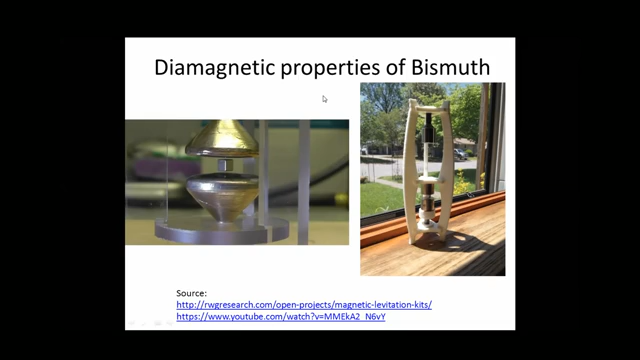 Diamagnetic properties of Bismuth
Source:
http://rwgresearch.com/open-projects/magnetic-levitation-kits/
https://www.youtube.com/watch?v=MMEkA2_N6vY